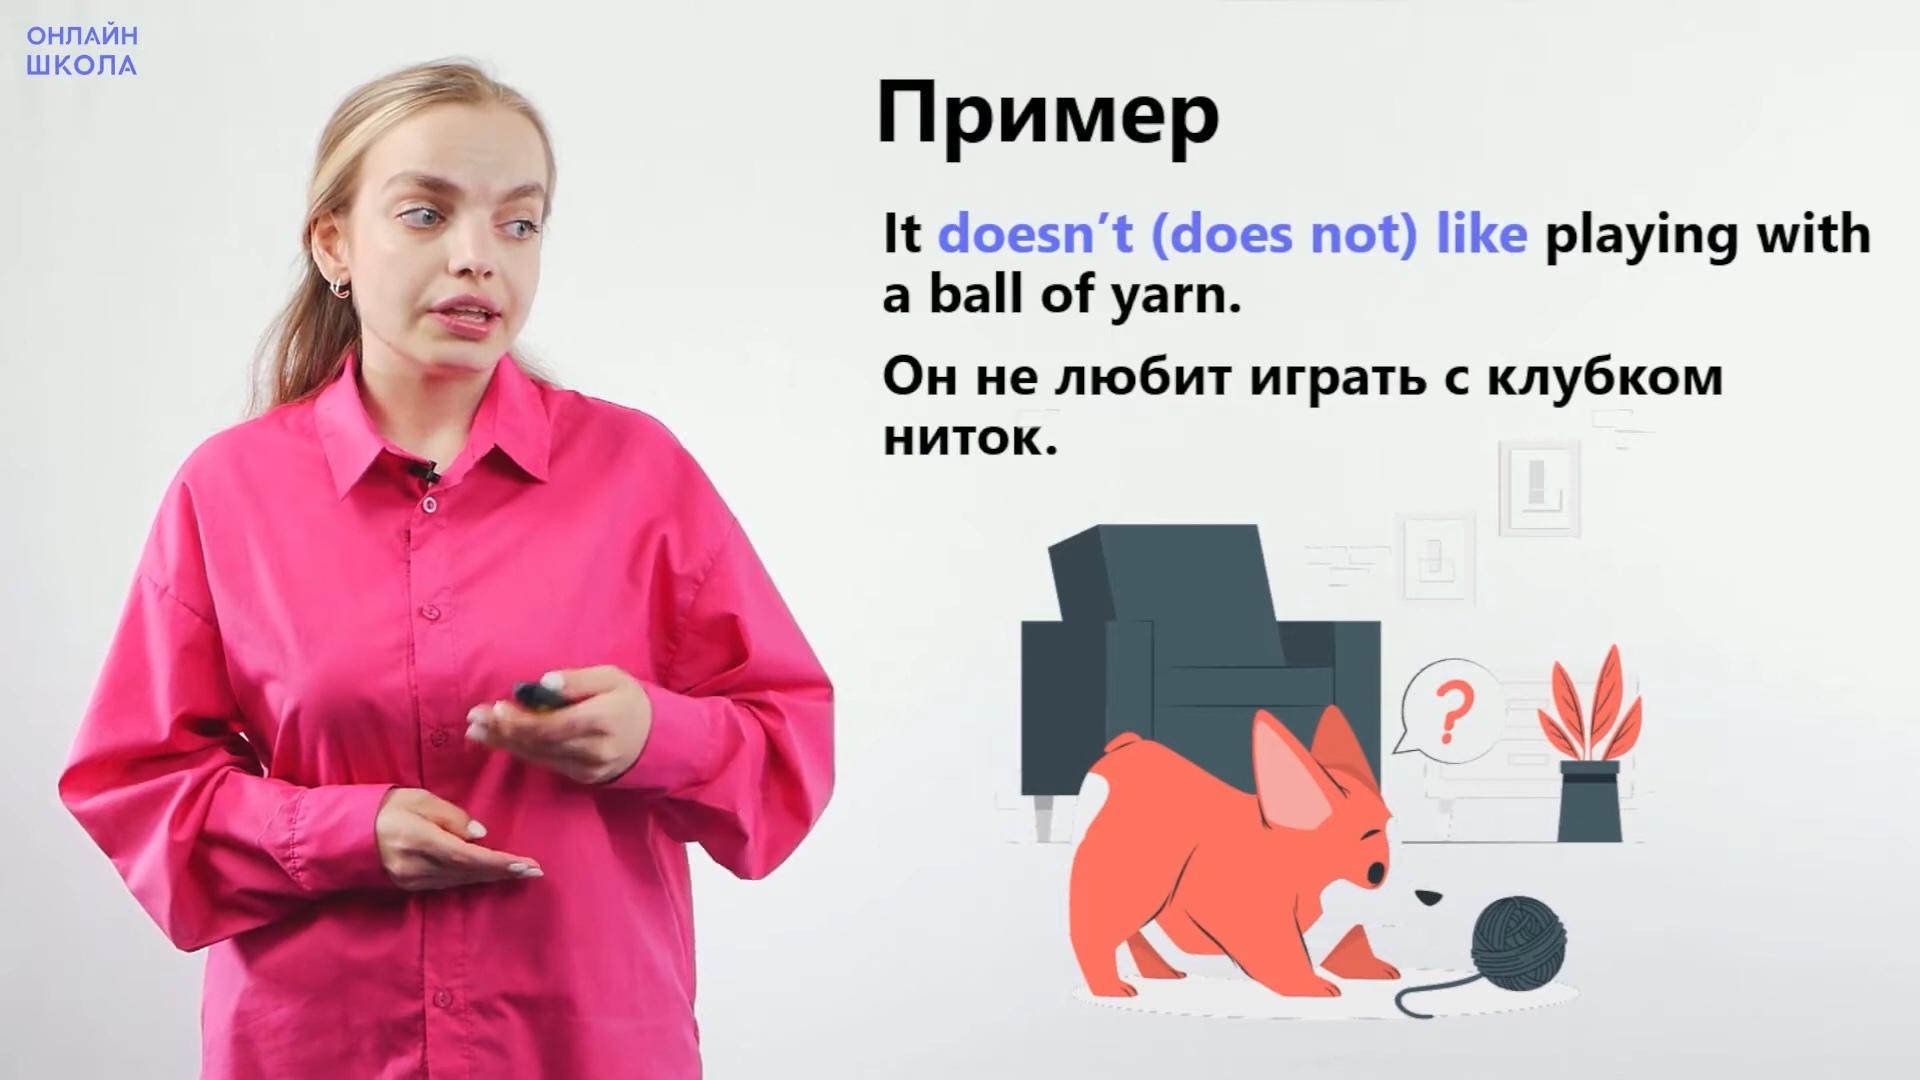 ОНЛАЙН
ШКОЛА
Пример
It doesn’t (does not) like playing with
a ball of yarn.
Он не любит играть с клубком
ниток.
?